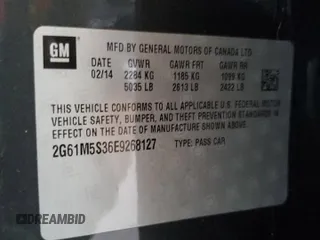 GM
MFD BY GENERAL MOTORS OF CANADA LTD.
DATE GVWR GAWR FRT GAWR RR
02/14 2284 KG 1185 KG 1099 KG
5035 LB 2613 LB 2422 LB
THIS VEHICLE CONFORMS TO ALL APPLICABLE U.S. FEDERAL MOTOR
VEHICLE SAFETY, BUMPER, AND THEFT PREVENTION STANDARDS
IN EFFECT ON THE DATE OF MANUFACTURE SHOWN ABOVE.
2G61M5S36E9268127 TYPE: PASS CAR
DREAMBID